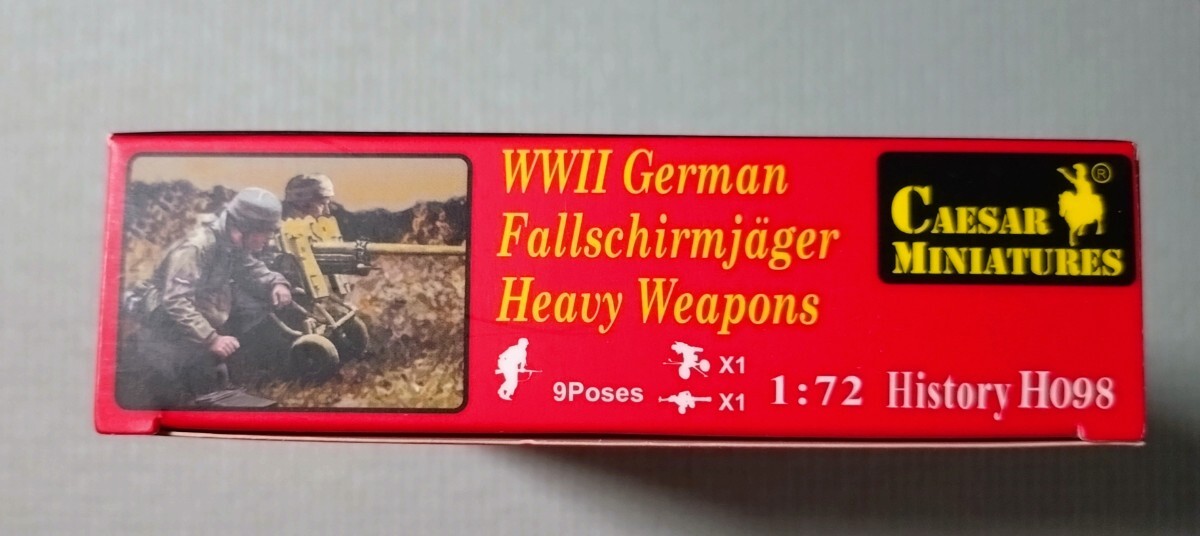 WWII German
Fallschirmjäger
Heavy Weapons
CAESAR ®
MINIATURES
9Poses
X1
X1
1:72
History H098